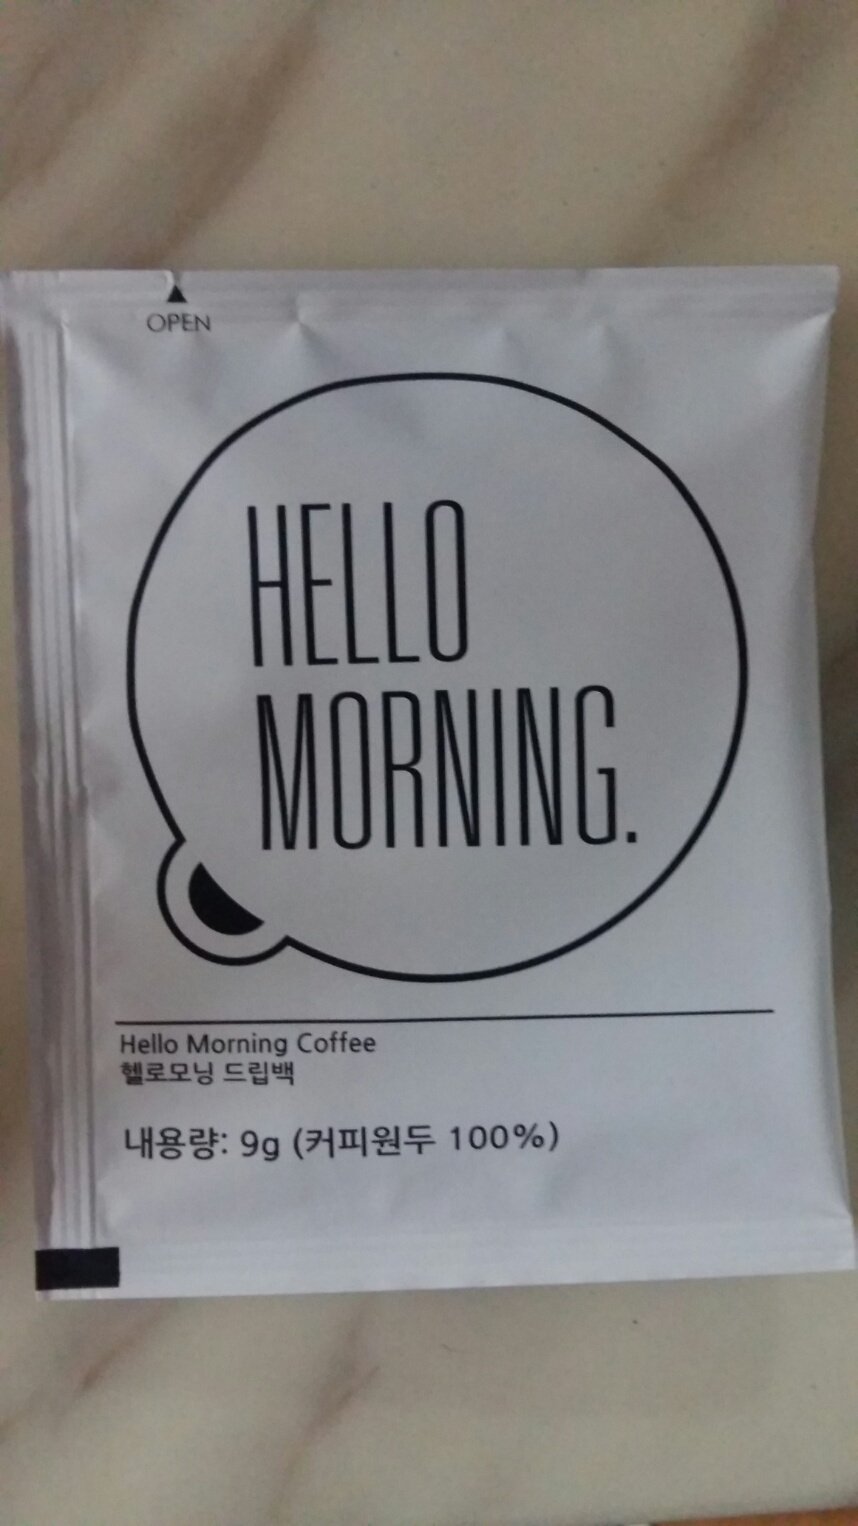 OPEN
HELLO
MORNING.
Hello Morning Coffee
헬로모닝 드립백
내용량: 9g (커피원두 100%)